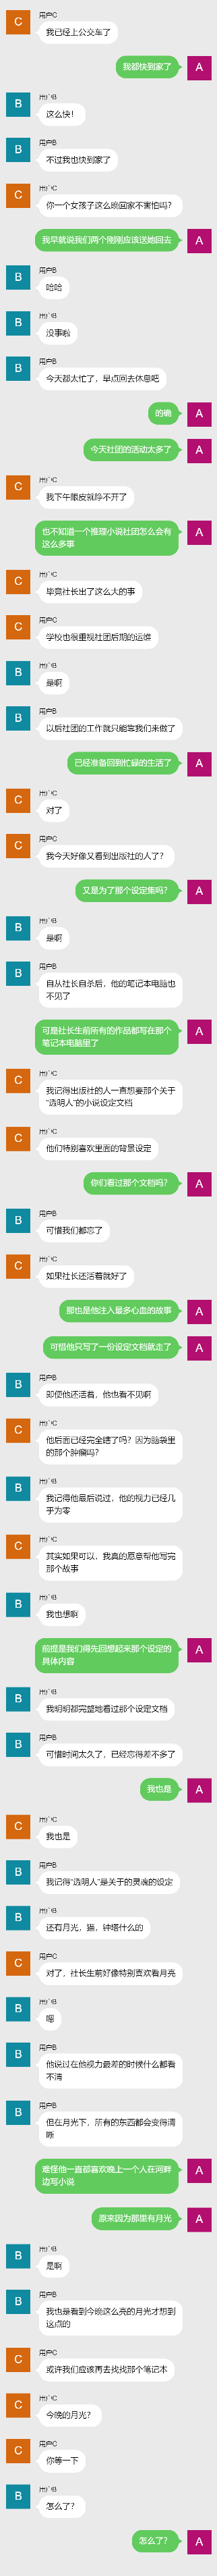 C
用户C
我已经上公交车了
我都快到家了
A
B
用户B
这么快！
B
用户B
不过我也快到家了
C
用户C
你一个女孩子这么晚回家不害怕吗？
我早就说我们两个刚刚应该送她回去
A
B
用户B
哈哈
B
用户B
没事啦
B
用户B
今天都太忙了，早点回去休息吧
的确
A
今天社团的活动太多了
A
C
用户C
我下午眼皮就睁不开了
也不知道一个推理小说社团怎么会有
这么多事
A
C
用户C
毕竟社长出了这么大的事
C
用户C
学校也很重视社团后期的运维
B
用户B
是啊
B
用户B
以后社团的工作就只能靠我们来做了
已经准备回到忙碌的生活了
A
C
用户C
对了
C
用户C
我今天好像又看到出版社的人了？
又是为了那个设定集吗？
A
B
用户B
是啊
B
用户B
自从社长自杀后，他的笔记本电脑也
不见了
可是社长生前所有的作品都写在那个
笔记本电脑里了
A
C
用户C
我记得出版社的人一直想要那个关于
“透明人”的小说设定文档
C
用户C
他们特别喜欢里面的背景设定
你们看过那个文档吗？
A
B
用户B
可惜我们都忘了
C
用户C
如果社长还活着就好了
那也是他注入最多心血的故事
A
可惜他只写了一份设定文档就走了
A
B
用户B
即使他还活着，他也看不见啊
C
用户C
他后面已经完全瞎了吗？因为脑袋里
的那个肿瘤吗？
B
用户B
我记得他最后说过，他的视力已经几
乎为零
C
用户C
其实如果可以，我真的愿意帮他写完
那个故事
B
用户B
我也想啊
前提是我们得先回想起来那个设定的
具体内容
A
B
用户B
我明明都完整地看过那个设定文档
B
用户B
可惜时间太久了，已经忘得差不多了
我也是
A
C
用户C
我也是
B
用户B
我记得“透明人”是关于的灵魂的设定
B
用户B
还有月光，猫，钟塔什么的
C
用户C
对了，社长生前好像特别喜欢看月亮
B
用户B
嗯
B
用户B
他说过在他视力最差的时候什么都看
不清
B
用户B
但在月光下，所有的东西都会变得清
晰
难怪他一直都喜欢晚上一个人在河畔
边写小说
A
原来因为那里有月光
A
B
用户B
是啊
B
用户B
我也是看到今晚这么亮的月光才想到
这点的
C
用户C
或许我们应该再去找找那个笔记本
C
用户C
今晚的月光？
C
用户C
你等一下
B
用户B
怎么了？
怎么了？
A